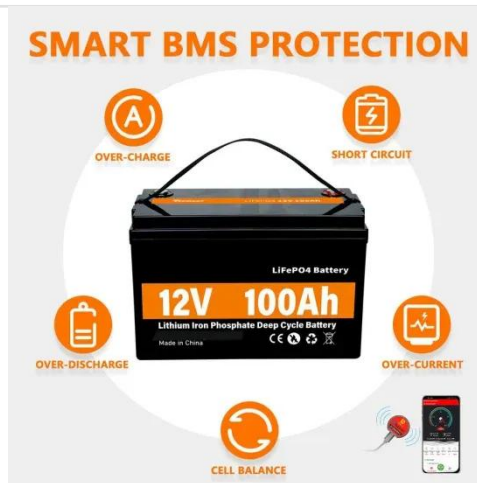 SMART BMS PROTECTION
OVER-CHARGE
SHORT CIRCUIT
LiFePO4 Battery
12V 100Ah
Lithium Iron Phosphate Deep Cycle Battery
Made in China
CE
OVER-DISCHARGE
OVER-CURRENT
CELL BALANCE